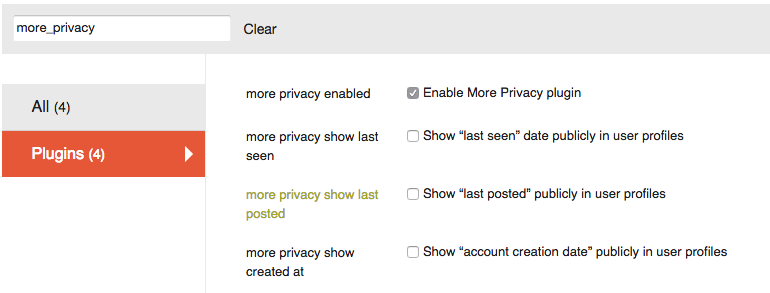 more_privacy
Clear
All (4)
Plugins (4)
more privacy enabled
Enable More Privacy plugin
more privacy show last
seen
Show “last seen” date publicly in user profiles
more privacy show last
posted
Show “last posted” publicly in user profiles
more privacy show
created at
Show “account creation date” publicly in user profiles